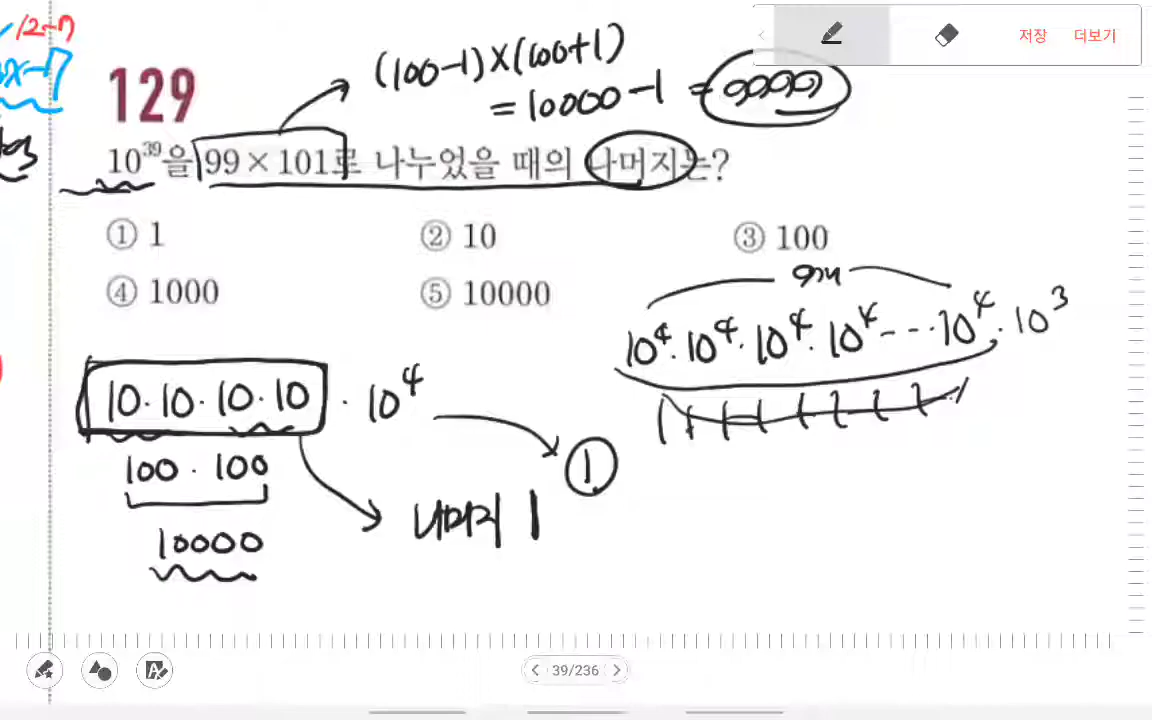 12-n
저장 더보기
(100-1)×(100+1)
=10000-1 = 9999
129
10³⁹을 99×101로 나누었을 때의 나머지는?
① 1
② 10
③ 100
④ 1000
⑤ 10000
9개
10⁴·10⁴·10⁴·10⁴---10⁴·10³
10·10·10·10 · 10⁴
①
100·100
나머지 1
10000
39/236